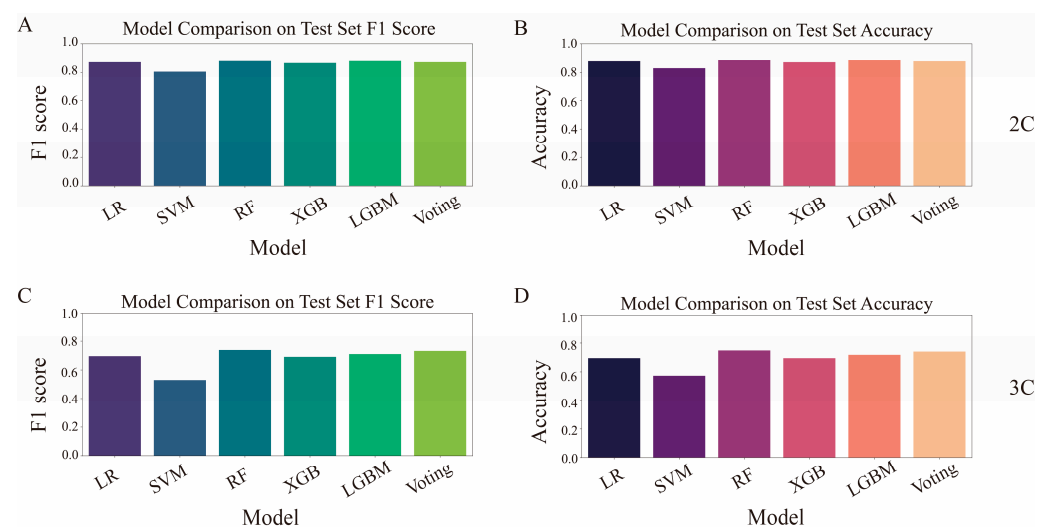 A
Model Comparison on Test Set F1 Score
1.0
0.8
0.6
0.4
0.2
0.0
F1 score
LR
SVM
RF
XGB
LGBM
Voting
Model
B
Model Comparison on Test Set Accuracy
1.0
0.8
0.6
0.4
0.2
0.0
Accuracy
LR
SVM
RF
XGB
LGBM
Voting
Model
2C
C
Model Comparison on Test Set F1 Score
1.0
0.8
0.6
0.4
0.2
0.0
F1 score
LR
SVM
RF
XGB
LGBM
Voting
Model
D
Model Comparison on Test Set Accuracy
1.0
0.8
0.6
0.4
0.2
0.0
Accuracy
LR
SVM
RF
XGB
LGBM
Voting
Model
3C